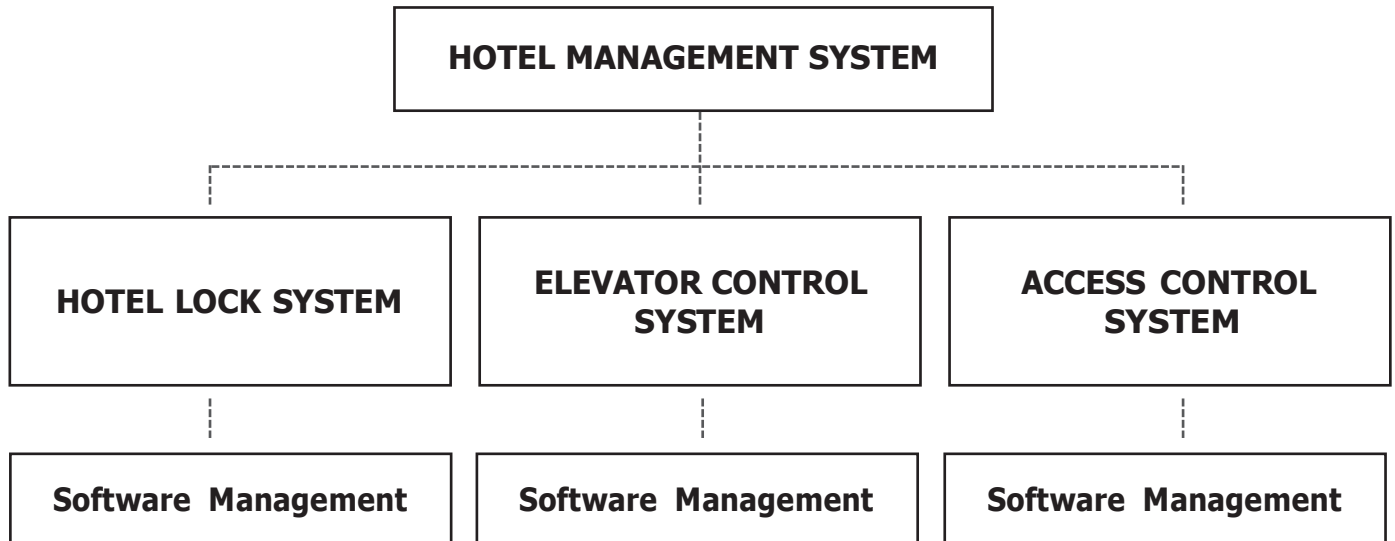 HOTEL MANAGEMENT SYSTEM
HOTEL LOCK SYSTEM
ELEVATOR CONTROL
SYSTEM
ACCESS CONTROL
SYSTEM
Software Management
Software Management
Software Management